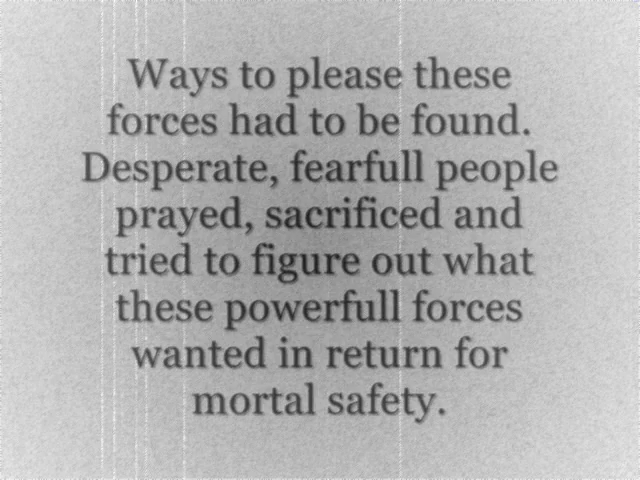 Ways to please these
forces had to be found.
Desperate, fearfull people
prayed, sacrificed and
tried to figure out what
these powerfull forces
wanted in return for
mortal safety.